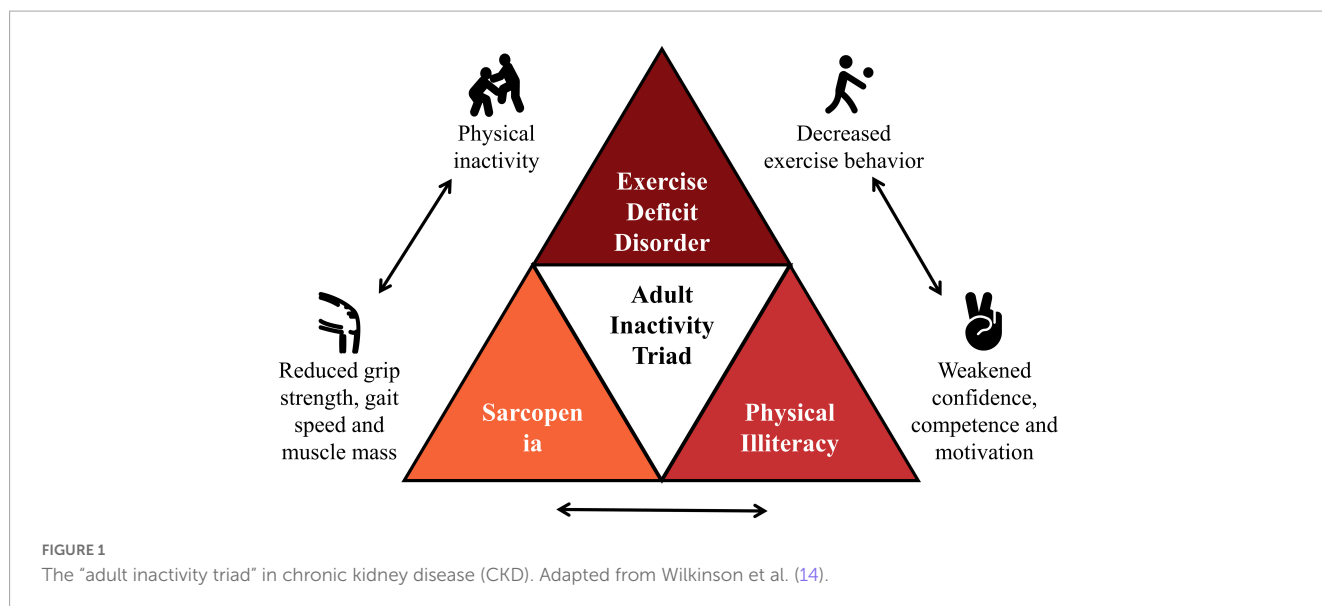 Physical
inactivity
Decreased
exercise behavior
Exercise
Deficit
Disorder
Adult
Inactivity
Triad
Reduced grip
strength, gait
speed and
muscle mass
Sarcopen
ia
Physical
Illiteracy
Weakened
confidence,
competence and
motivation
FIGURE 1
The “adult inactivity triad” in chronic kidney disease (CKD). Adapted from Wilkinson et al. (14).